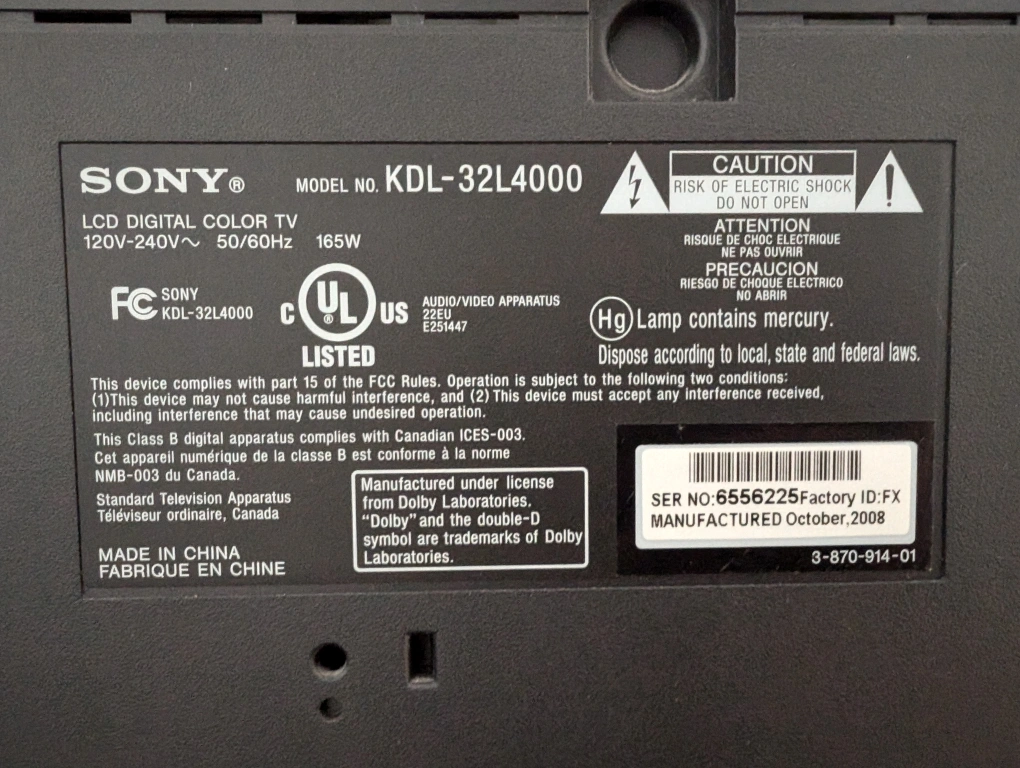 SONY®
MODEL NO. KDL-32L4000
LCD DIGITAL COLOR TV
120V-240V～ 50/60Hz 165W
FC SONY
KDL-32L4000
C UL® US
LISTED
AUDIO/VIDEO APPARATUS
22EU
E251447
CAUTION
RISK OF ELECTRIC SHOCK
DO NOT OPEN
ATTENTION
RISQUE DE CHOC ELECTRIQUE
NE PAS OUVRIR
PRECAUCION
RIESGO DE CHOQUE ELECTRICO
NO ABRIR
Hg Lamp contains mercury.
Dispose according to local, state and federal laws.
This device complies with part 15 of the FCC Rules. Operation is subject to the following two conditions:
(1)This device may not cause harmful interference, and (2) This device must accept any interference received,
including interference that may cause undesired operation.
This Class B digital apparatus complies with Canadian ICES-003.
Cet appareil numérique de la classe B est conforme à la norme
NMB-003 du Canada.
Standard Television Apparatus
Téléviseur ordinaire, Canada
MADE IN CHINA
FABRIQUE EN CHINE
Manufactured under license
from Dolby Laboratories.
“Dolby” and the double-D
symbol are trademarks of Dolby
Laboratories.
SER NO:6556225 Factory ID:FX
MANUFACTURED October,2008
3-870-914-01